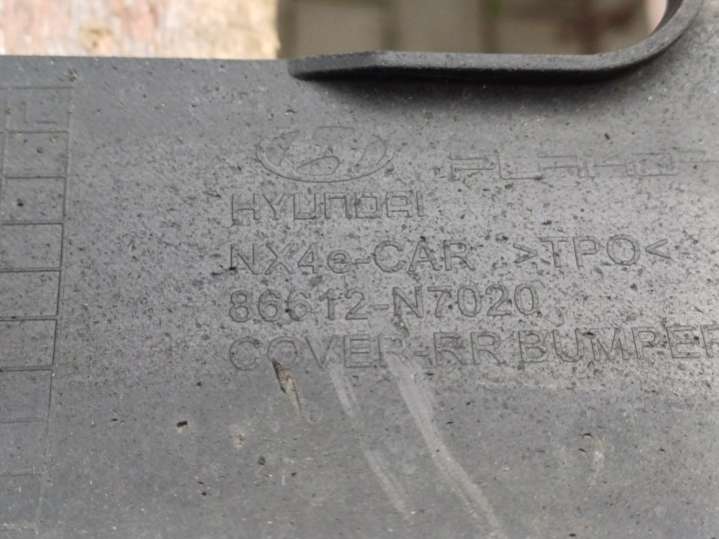 HYUNDAI
NX4e-CAR >TPO<
86612-N7020
COVER-RR BUMPER